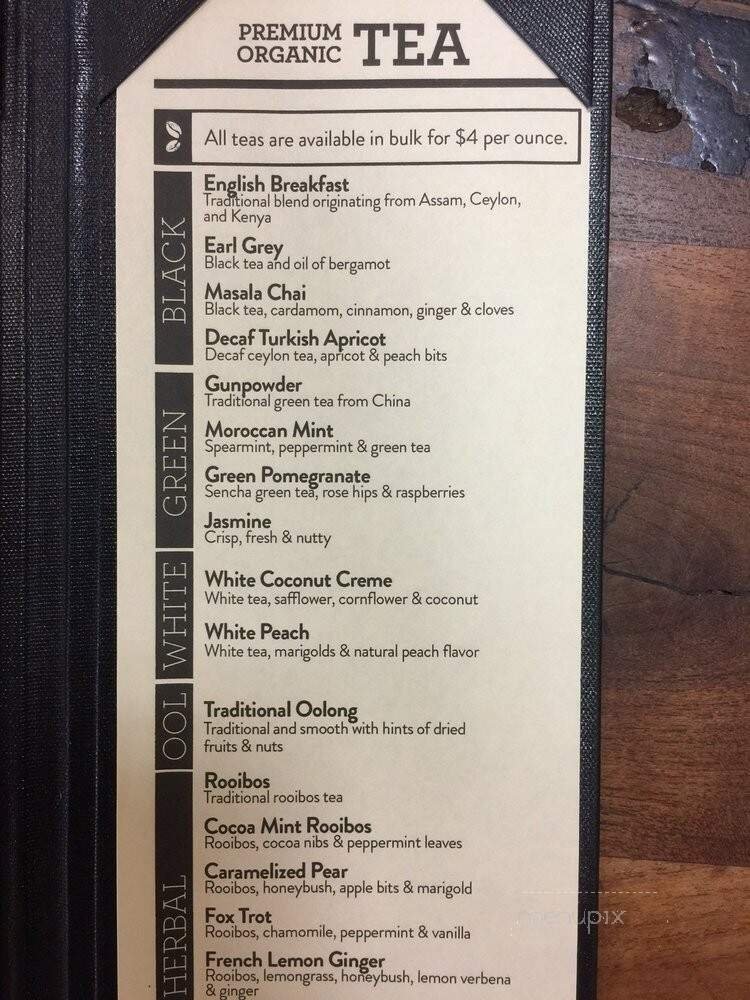 PREMIUM
ORGANIC TEA
All teas are available in bulk for $4 per ounce.
BLACK
English Breakfast
Traditional blend originating from Assam, Ceylon,
and Kenya
Earl Grey
Black tea and oil of bergamot
Masala Chai
Black tea, cardamom, cinnamon, ginger & cloves
Decaf Turkish Apricot
Decaf ceylon tea, apricot & peach bits
GREEN
Gunpowder
Traditional green tea from China
Moroccan Mint
Spearmint, peppermint & green tea
Green Pomegranate
Sencha green tea, rose hips & raspberries
Jasmine
Crisp, fresh & nutty
WHITE
White Coconut Creme
White tea, safflower, cornflower & coconut
White Peach
White tea, marigolds & natural peach flavor
OOL
Traditional Oolong
Traditional and smooth with hints of dried
fruits & nuts
HERBAL
Rooibos
Traditional rooibos tea
Cocoa Mint Rooibos
Rooibos, cocoa nibs & peppermint leaves
Caramelized Pear
Rooibos, honeybush, apple bits & marigold
Fox Trot
Rooibos, chamomile, peppermint & vanilla
French Lemon Ginger
Rooibos, lemongrass, honeybush, lemon verbena
& ginger
menupix